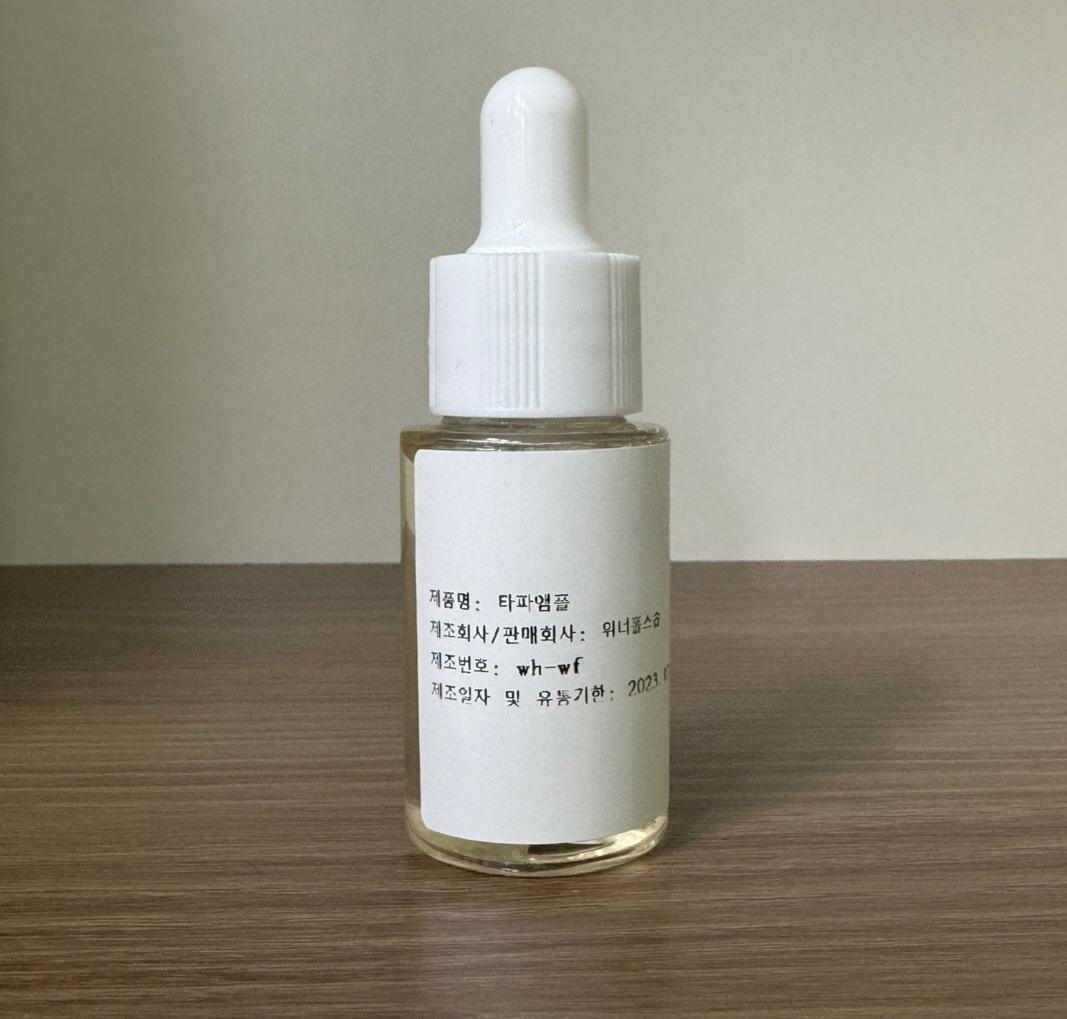 제품명: 타파앰플
제조회사/판매회사: 위너폴스숍
제조번호: wh-wf
제조일자 및 유통기한: 2023.